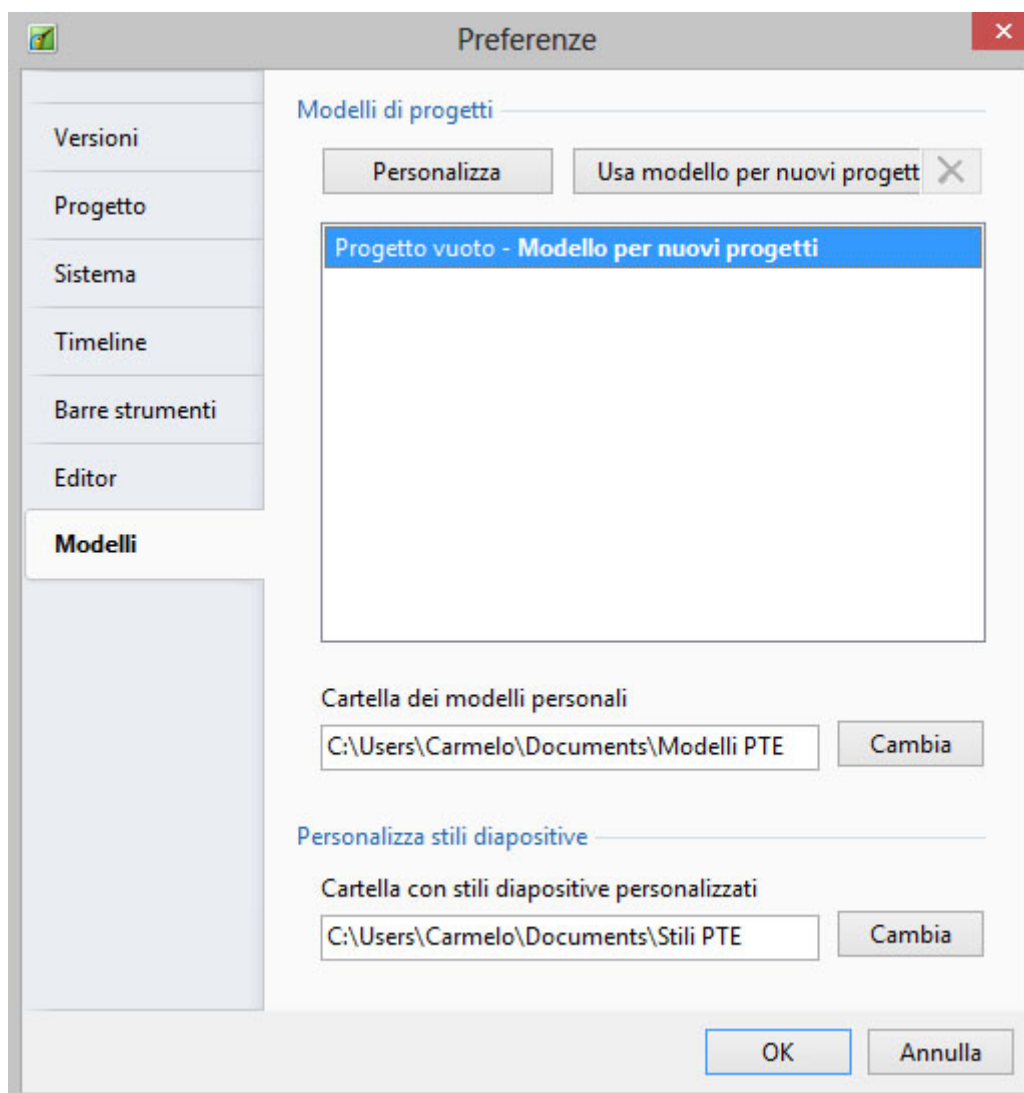 Preferenze
Versioni
Progetto
Sistema
Timeline
Barre strumenti
Editor
Modelli
Modelli di progetti
Personalizza
Usa modello per nuovi progett
Progetto vuoto - Modello per nuovi progetti
Cartella dei modelli personali
C:\Users\Carmelo\Documents\Modelli PTE
Cambia
Personalizza stili diapositive
Cartella con stili diapositive personalizzati
C:\Users\Carmelo\Documents\Stili PTE
Cambia
OK
Annulla